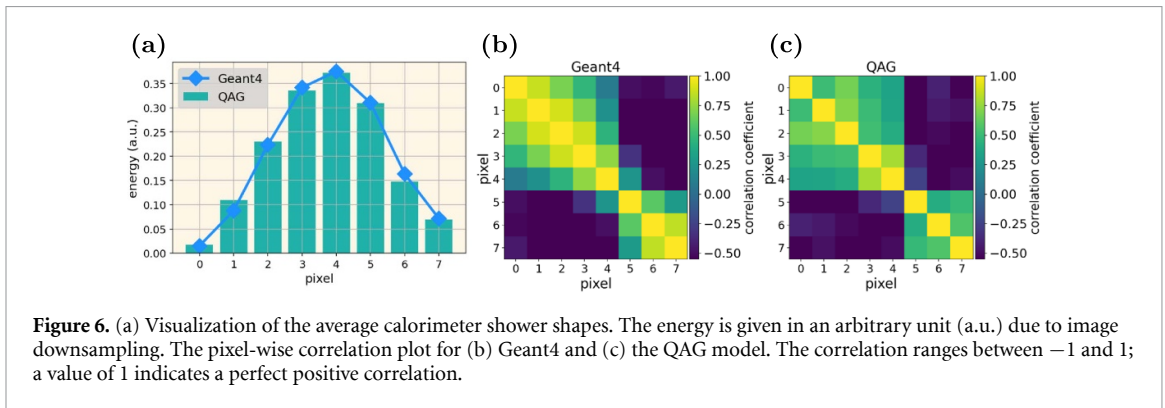 (a)
Geant4
QAG
energy (a.u.)
0.35
0.30
0.25
0.20
0.15
0.10
0.05
0.00
0 1 2 3 4 5 6 7
pixel
(b)
Geant4
pixel
0
1
2
3
4
5
6
7
0 1 2 3 4 5 6 7
pixel
1.00
0.75
0.50
0.25
0.00
−0.25
−0.50
correlation coefficient
(c)
QAG
pixel
0
1
2
3
4
5
6
7
0 1 2 3 4 5 6 7
pixel
1.00
0.75
0.50
0.25
0.00
−0.25
−0.50
correlation coefficient
Figure 6. (a) Visualization of the average calorimeter shower shapes. The energy is given in an arbitrary unit (a.u.) due to image
downsampling. The pixel-wise correlation plot for (b) Geant4 and (c) the QAG model. The correlation ranges between −1 and 1;
a value of 1 indicates a perfect positive correlation.